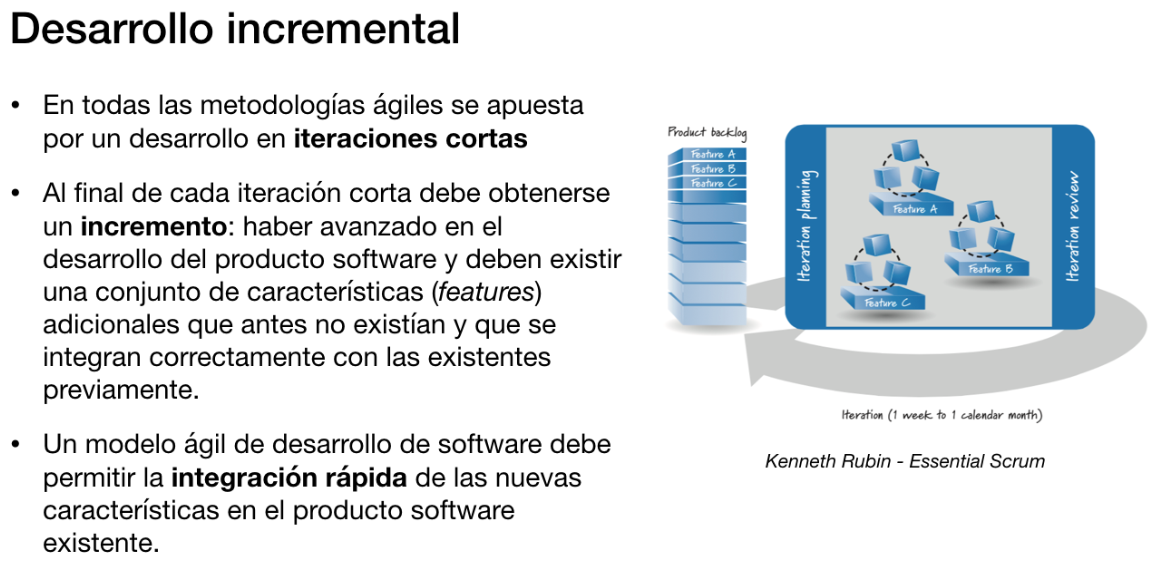 Desarrollo incremental
• En todas las metodologías ágiles se apuesta
por un desarrollo en iteraciones cortas
• Al final de cada iteración corta debe obtenerse
un incremento: haber avanzado en el
desarrollo del producto software y deben existir
una conjunto de características (features)
adicionales que antes no existían y que se
integran correctamente con las existentes
previamente.
• Un modelo ágil de desarrollo de software debe
permitir la integración rápida de las nuevas
características en el producto software
existente.
Product backlog
Feature A
Feature B
Feature C
Iteration planning
Feature A
Feature B
Feature C
Iteration review
Iteration (1 week to 1 calendar month)
Kenneth Rubin - Essential Scrum